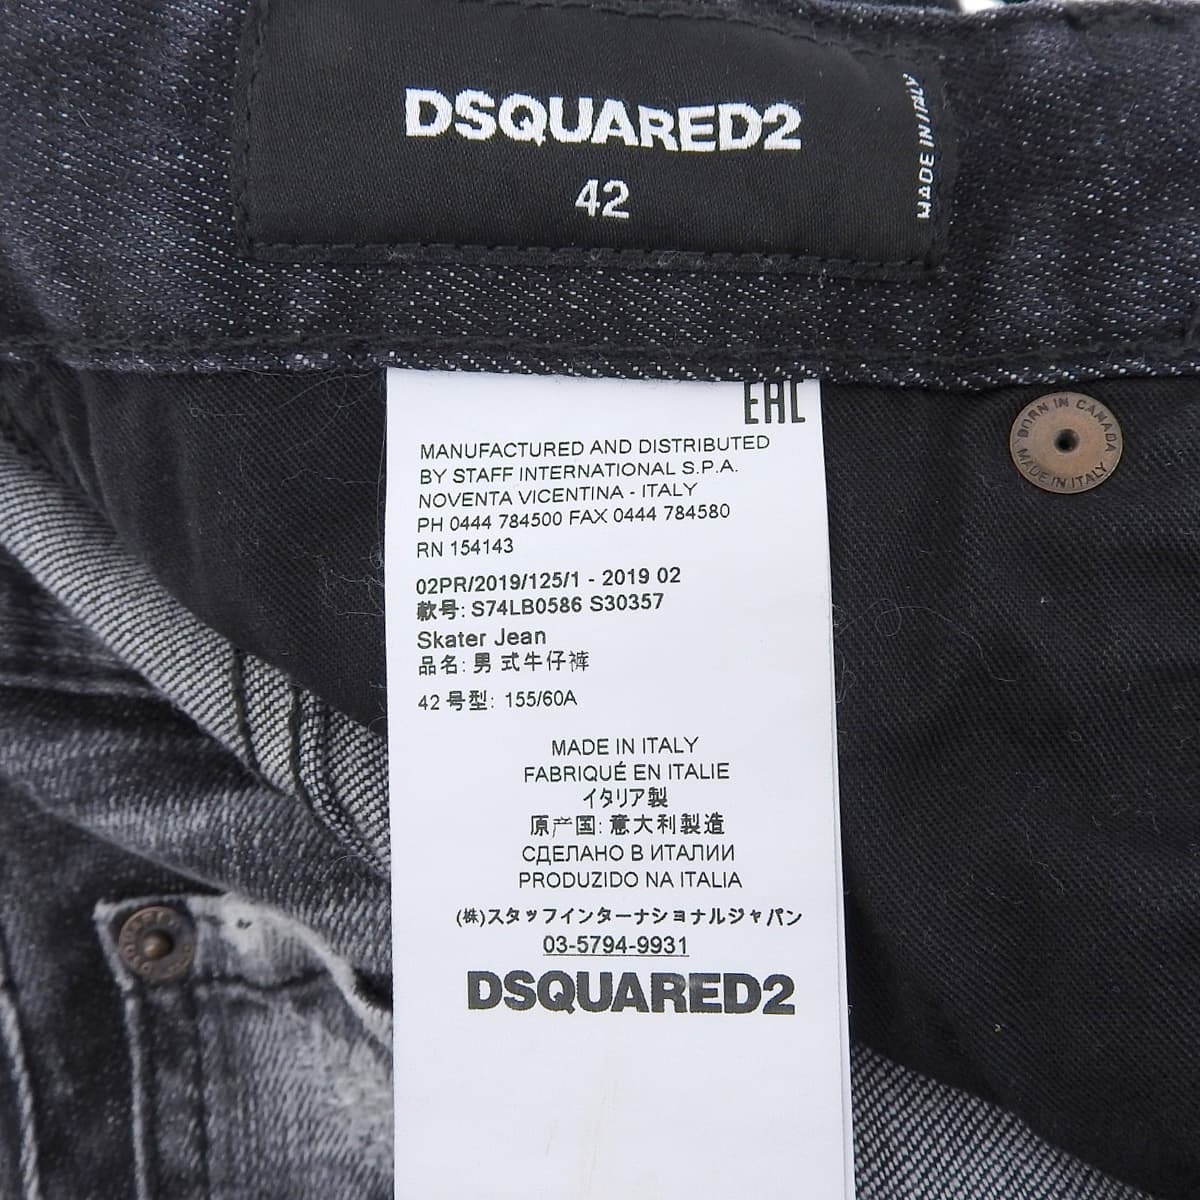 DSQUARED2
42
MADE IN ITALY
EAC
MANUFACTURED AND DISTRIBUTED
BY STAFF INTERNATIONAL S.P.A.
NOVENTA VICENTINA - ITALY
PH 0444 784500 FAX 0444 784580
RN 154143
02PR/2019/125/1 - 2019 02
款号: S74LB0586 S30357
Skater Jean
品名: 男 式牛仔裤
42 号型: 155/60A
MADE IN ITALY
FABRIQUÉ EN ITALIE
イタリア製
原产国: 意大利製造
СДЕЛАНО В ИТАЛИИ
PRODUZIDO NA ITALIA
(株)スタッフインターナショナルジャパン
03-5794-9931
DSQUARED2
BORN IN CANADA
MADE IN ITALY